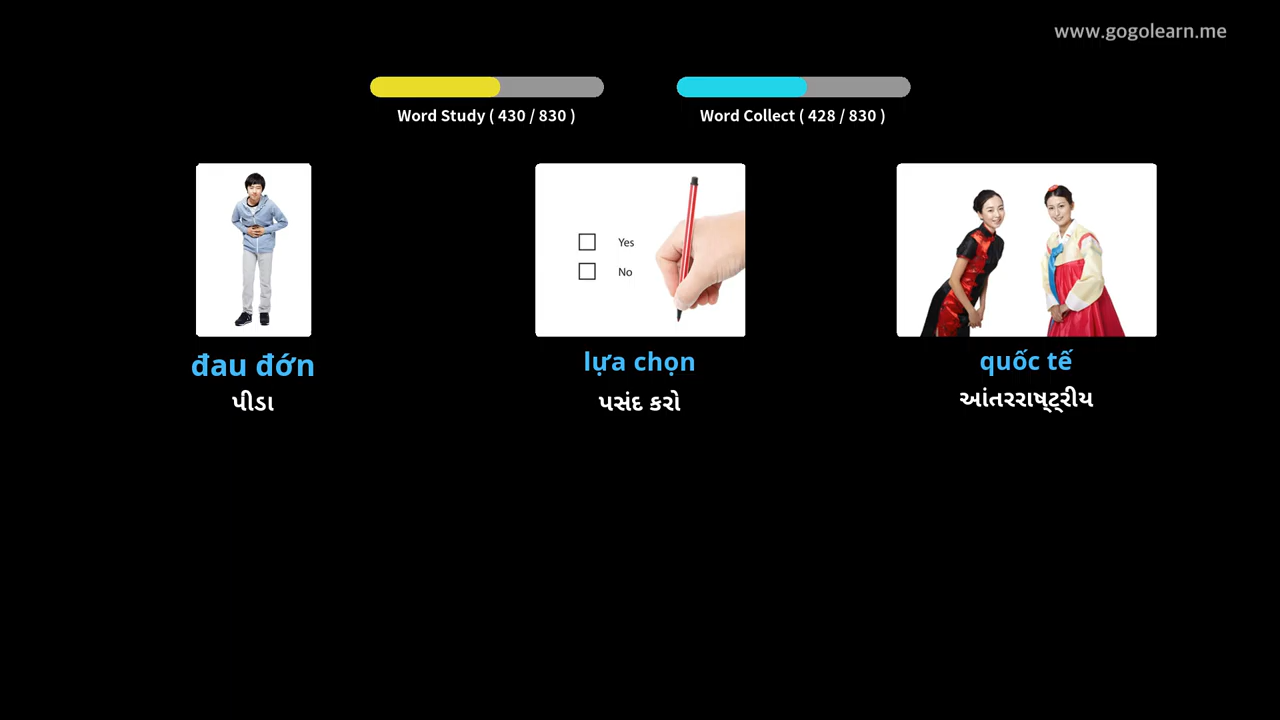 www.gogolearn.me
Word Study ( 430 / 830 )
Word Collect ( 428 / 830 )
Yes
No
đau đớn
lựa chọn
quốc tế
પીડા
પસંદ કરો
આંતરરાષ્ટ્રીય